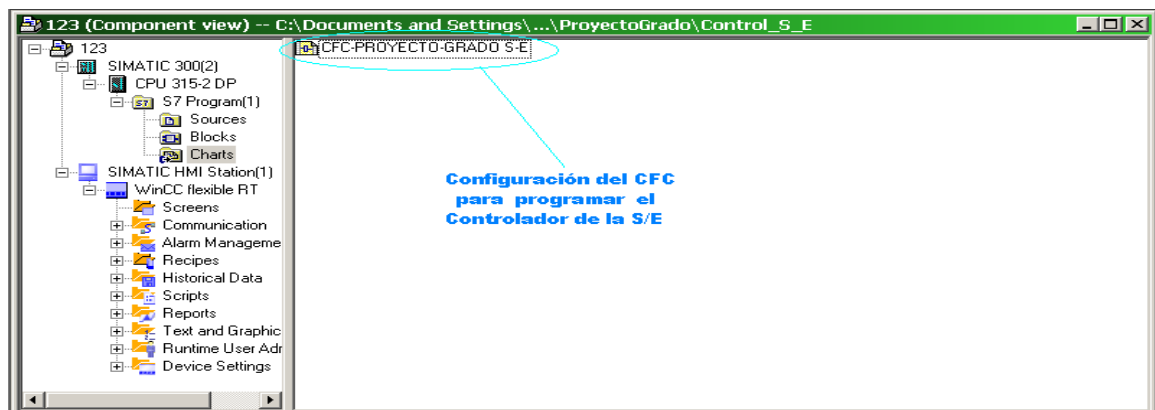 123 (Component view) -- C:\Documents and Settings\...\ProyectoGrado\Control_S_E
123
SIMATIC 300(2)
CPU 315-2 DP
S7 Program(1)
Sources
Blocks
Charts
SIMATIC HMI Station(1)
WinCC flexible RT
Screens
Communication
Alarm Manageme
Recipes
Historical Data
Scripts
Reports
Text and Graphic
Runtime User Adr
Device Settings
CFC-PROYECTO-GRADO S-E
Configuración del CFC
para programar el
Controlador de la S/E